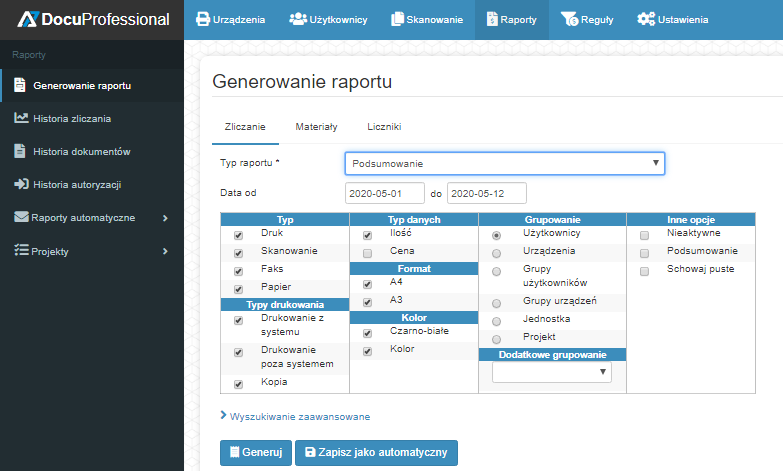 DocuProfessional
Urządzenia
Użytkownicy
Skanowanie
Raporty
Reguły
Ustawienia
Raporty
Generowanie raportu
Historia zliczania
Historia dokumentów
Historia autoryzacji
Raporty automatyczne
Projekty
Generowanie raportu
Zliczanie
Materiały
Liczniki
Typ raportu *
Podsumowanie
Data od
2020-05-01
do
2020-05-12
Typ
Druk
Skanowanie
Faks
Papier
Typy drukowania
Drukowanie z
systemu
Drukowanie
poza systemem
Kopia
Typ danych
Ilość
Cena
Format
A4
A3
Kolor
Czarno-białe
Kolor
Grupowanie
Użytkownicy
Urządzenia
Grupy
użytkowników
Grupy urządzeń
Jednostka
Projekt
Dodatkowe grupowanie
Inne opcje
Nieaktywne
Podsumowanie
Schowaj puste
Wyszukiwanie zaawansowane
Generuj
Zapisz jako automatyczny